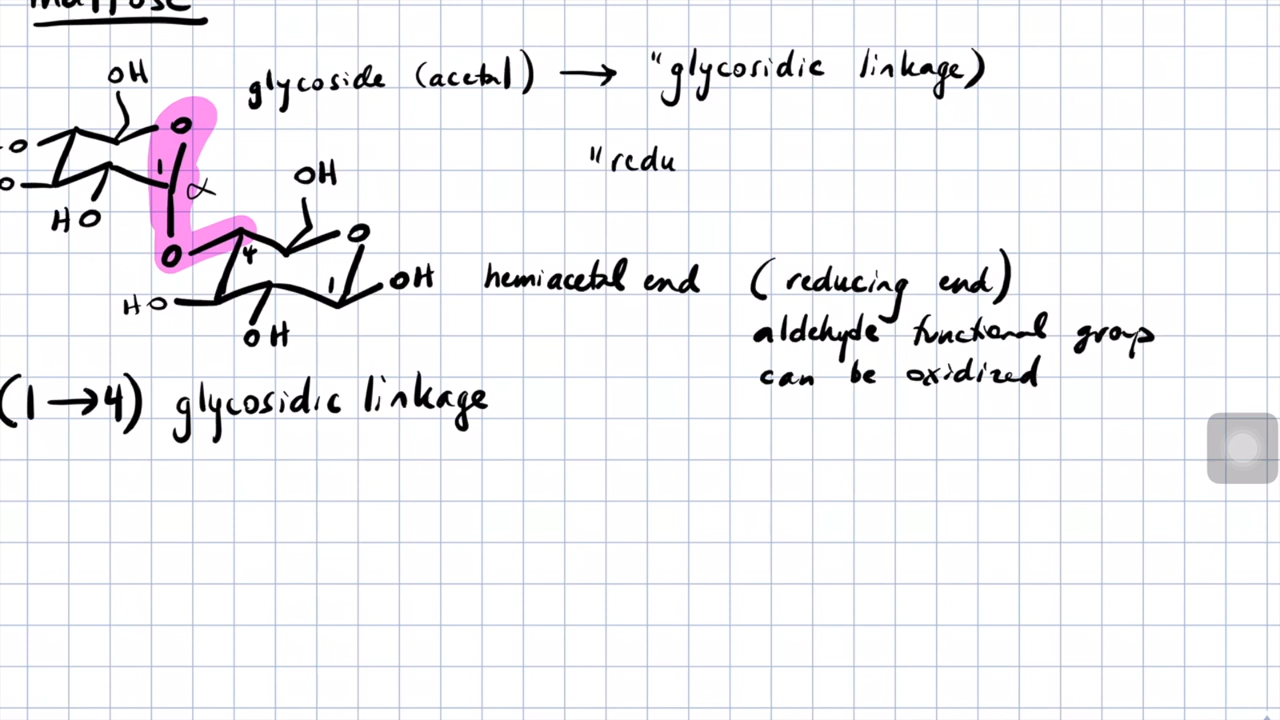 Maltose
OH
glycoside (acetal) → "glycosidic linkage)
O
O
1
α
"redu
O
HO
OH
O
O
4
1
OH
hemiacetal end (reducing end)
HO
OH
aldehyde functional group
can be oxidized
(1→4) glycosidic linkage